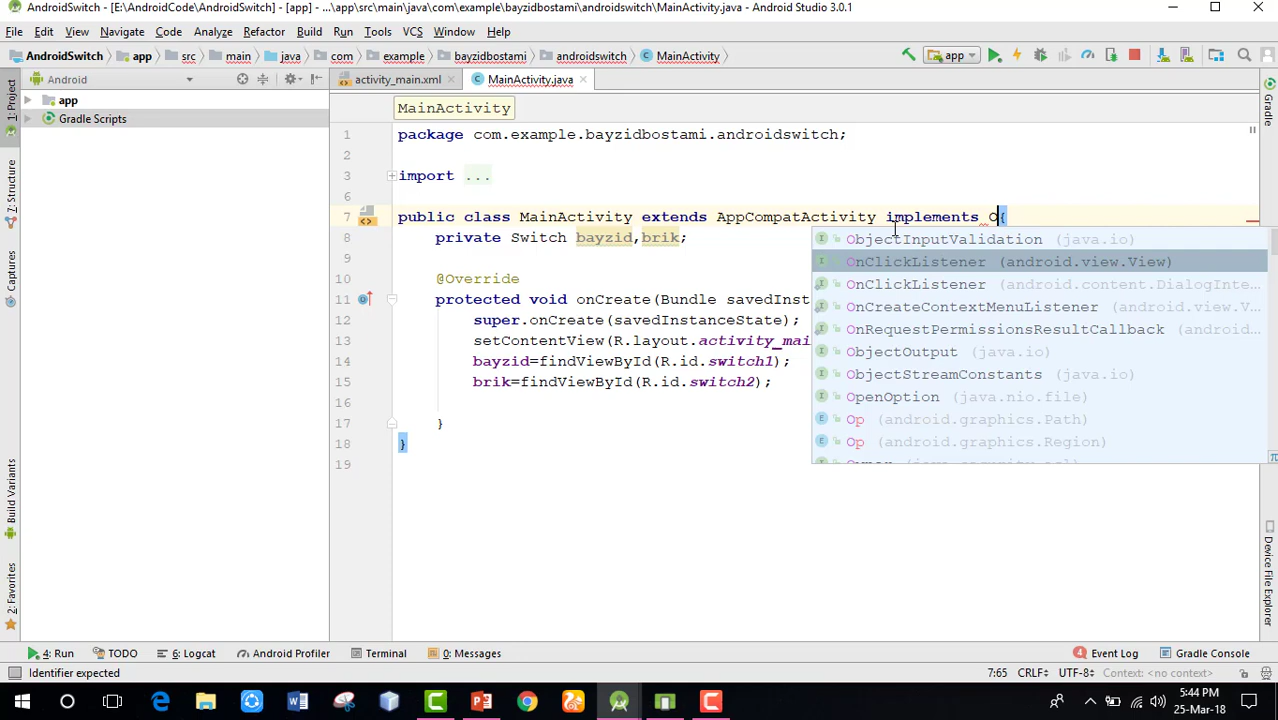 AndroidSwitch - [E:\AndroidCode\AndroidSwitch] - [app] - ...\app\src\main\java\com\example\bayzidbostami\androidswitch\MainActivity.java - Android Studio 3.0.1
File Edit View Navigate Code Analyze Refactor Build Run Tools VCS Window Help
AndroidSwitch app src main java com example bayzidbostami androidswitch MainActivity app
Android activity_main.xml MainActivity.java
MainActivity
app
Gradle Scripts
1 package com.example.bayzidbostami.androidswitch;
2
3 import ...
6
7 public class MainActivity extends AppCompatActivity implements O{
8 private Switch bayzid,brik;
9
10 @Override
11 protected void onCreate(Bundle savedInst
12 super.onCreate(savedInstanceState);
13 setContentView(R.layout.activity_mai
14 bayzid=findViewById(R.id.switch1);
15 brik=findViewById(R.id.switch2);
16
17 }
18 }
19
ObjectInputValidation (java.io)
OnClickListener (android.view.View)
OnClickListener (android.content.DialogInte...
OnCreateContextMenuListener (android.view.V...
OnRequestPermissionsResultCallback (android...
ObjectOutput (java.io)
ObjectStreamConstants (java.io)
OpenOption (java.nio.file)
Op (android.graphics.Path)
Op (android.graphics.Region)
1: Project
7: Structure
Captures
Build Variants
2: Favorites
Gradle
Device File Explorer
4: Run TODO 6: Logcat Android Profiler Terminal 0: Messages 4 Event Log Gradle Console
Identifier expected 7:65 CRLF UTF-8 Context: <no context>
5:44 PM
25-Mar-18